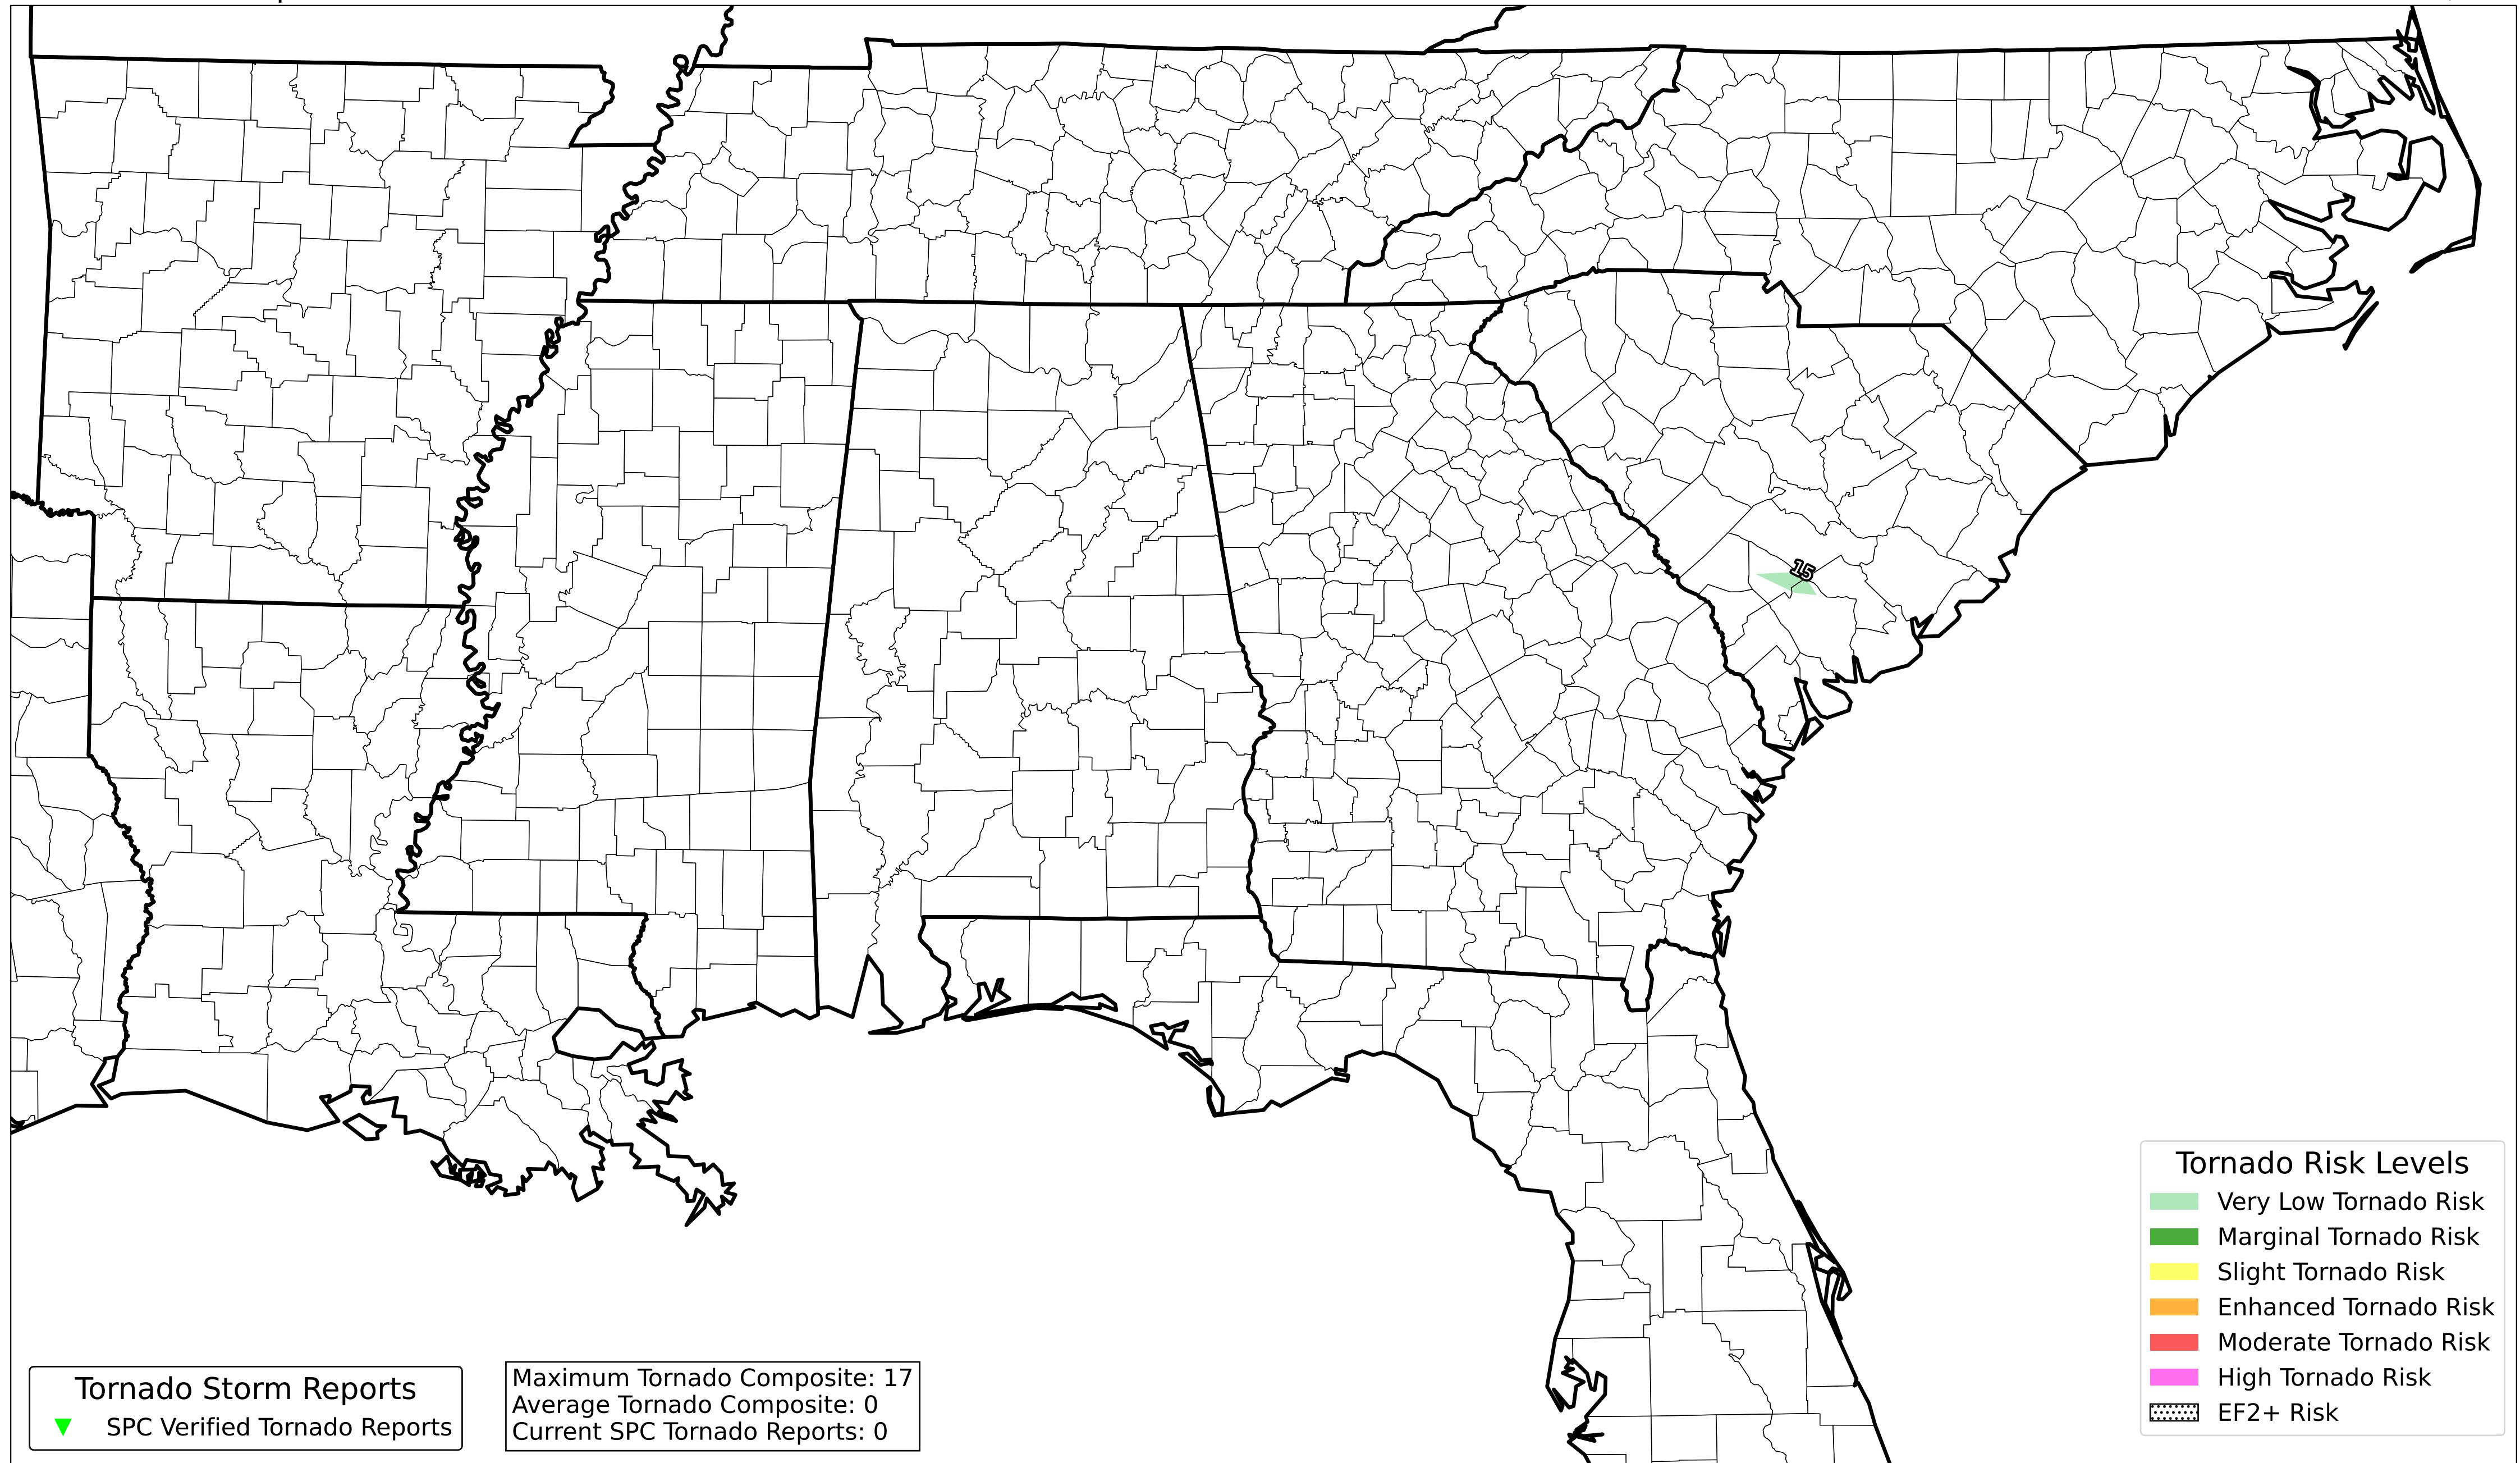 15
Tornado Risk Levels
Very Low Tornado Risk
Marginal Tornado Risk
Slight Tornado Risk
Enhanced Tornado Risk
Moderate Tornado Risk
High Tornado Risk
EF2+ Risk
Tornado Storm Reports
SPC Verified Tornado Reports
Maximum Tornado Composite: 17
Average Tornado Composite: 0
Current SPC Tornado Reports: 0